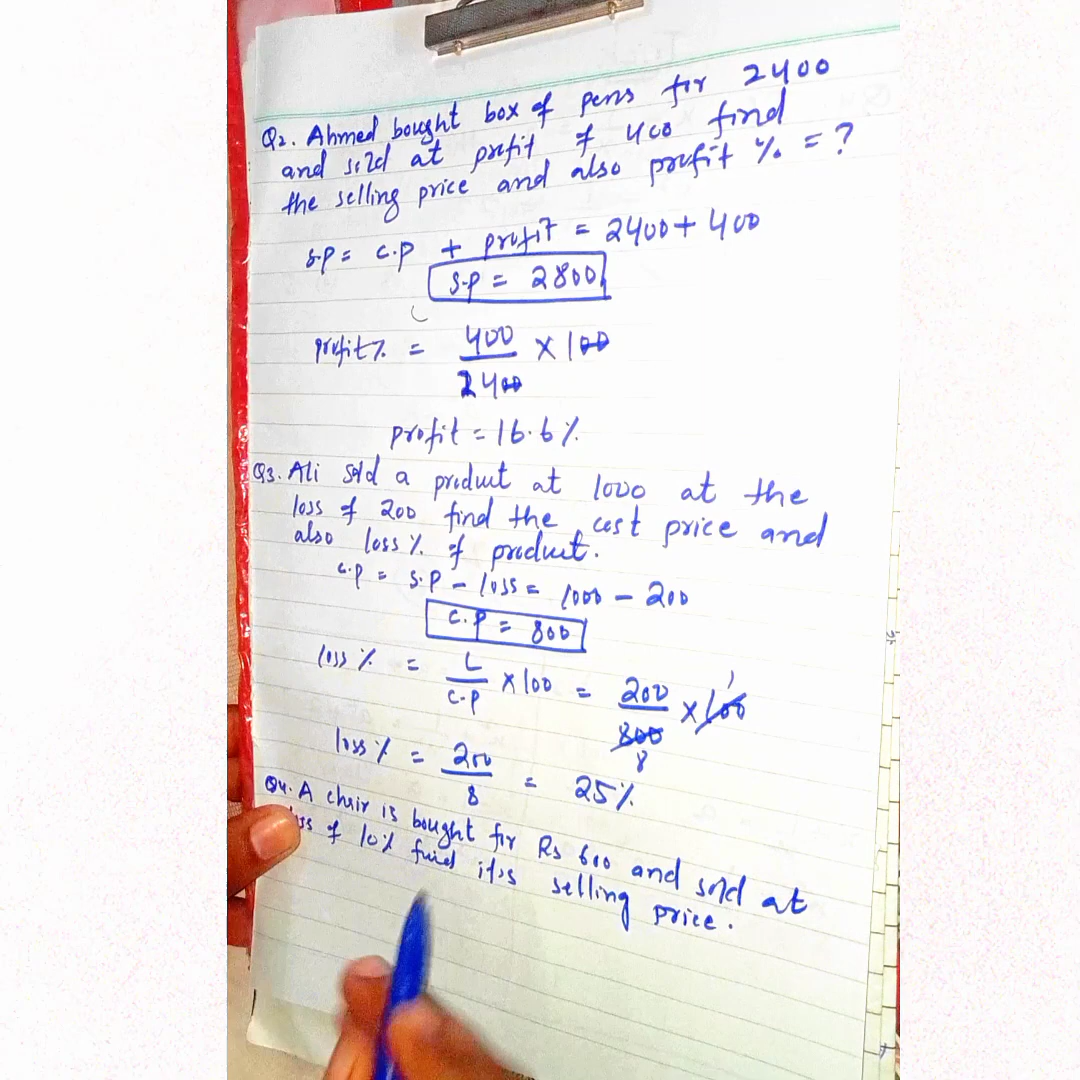 Q2. Ahmed bought box of pens for 2400
and sold at profit of 400 find
the selling price and also profit % = ?
s.p = c.p + profit = 2400 + 400
s.p = 2800
profit % = 400/2400 × 100
profit = 16.6%
Q3. Ali sold a product at 1000 at the
loss of 200 find the cost price and
also loss % of product.
c.p = s.p - loss = 1000 - 200
c.p = 800
loss % = L/c.p × 100 = 200/800 × 100
8 1
loss % = 200/8 = 25%
Q4. A chair is bought for Rs 600 and sold at
loss of 10% find it's selling price.